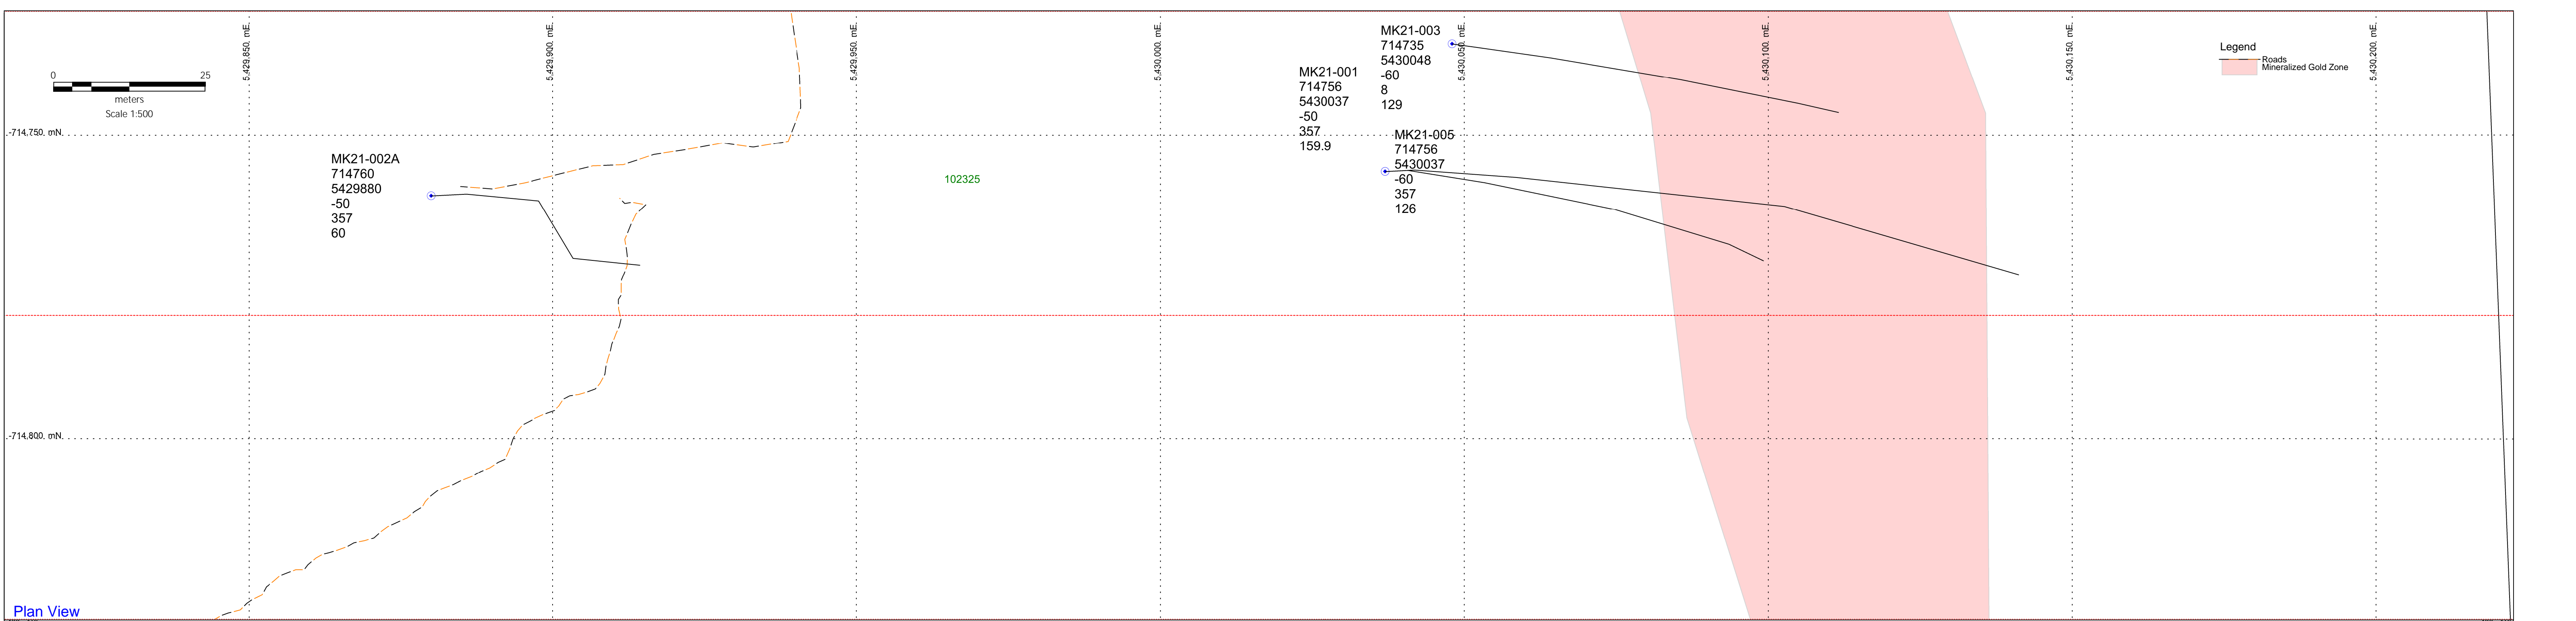 0
25
meters
Scale 1:500
5,429,850, mE.
5,429,900, mE.
5,429,950, mE.
5,430,000, mE.
5,430,050, mE.
5,430,100, mE.
5,430,150, mE.
5,430,200, mE.
Legend
Roads
Mineralized Gold Zone
MK21-003
714735
5430048
-60
8
129
MK21-001
714756
5430037
-50
357
159.9
-714,750, mN.
MK21-005
714756
5430037
-60
357
126
MK21-002A
714760
5429880
-50
357
60
102325
-714,800, mN.
Plan View